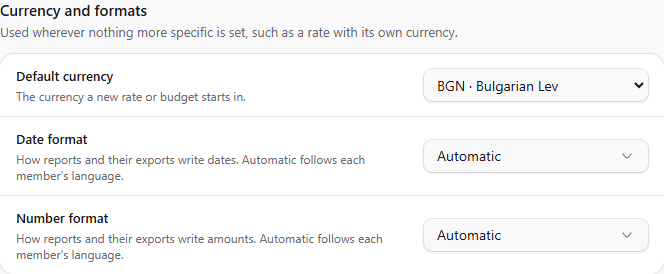 Currency and formats
Used wherever nothing more specific is set, such as a rate with its own currency.
Default currency
The currency a new rate or budget starts in.
BGN · Bulgarian Lev
Date format
How reports and their exports write dates. Automatic follows each
member's language.
Automatic
Number format
How reports and their exports write amounts. Automatic follows each
member's language.
Automatic